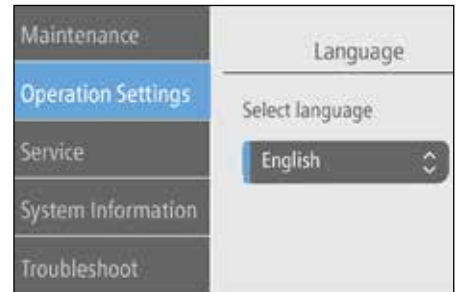 Maintenance
Operation Settings
Service
System Information
Troubleshoot
Language
Select language
English